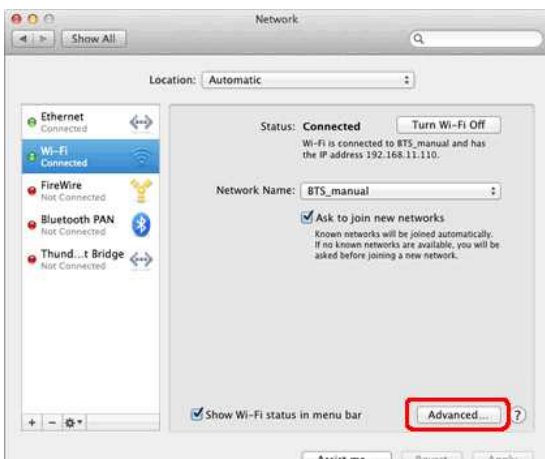 Network
Show All
Location: Automatic
Ethernet
Connected
Status: Connected
Turn Wi-Fi Off
Wi-Fi
Connected
Wi-Fi is connected to BTS_manual and has
the IP address 192.168.11.110.
FireWire
Not Connected
Network Name: BTS_manual
Bluetooth PAN
Not Connected
Ask to join new networks
Known networks will be joined automatically.
If no known networks are available, you will be
asked before joining a new network.
Thund...t Bridge
Not Connected
Show Wi-Fi status in menu bar
Advanced...
?
+ −
Assist me...
Revert
Apply